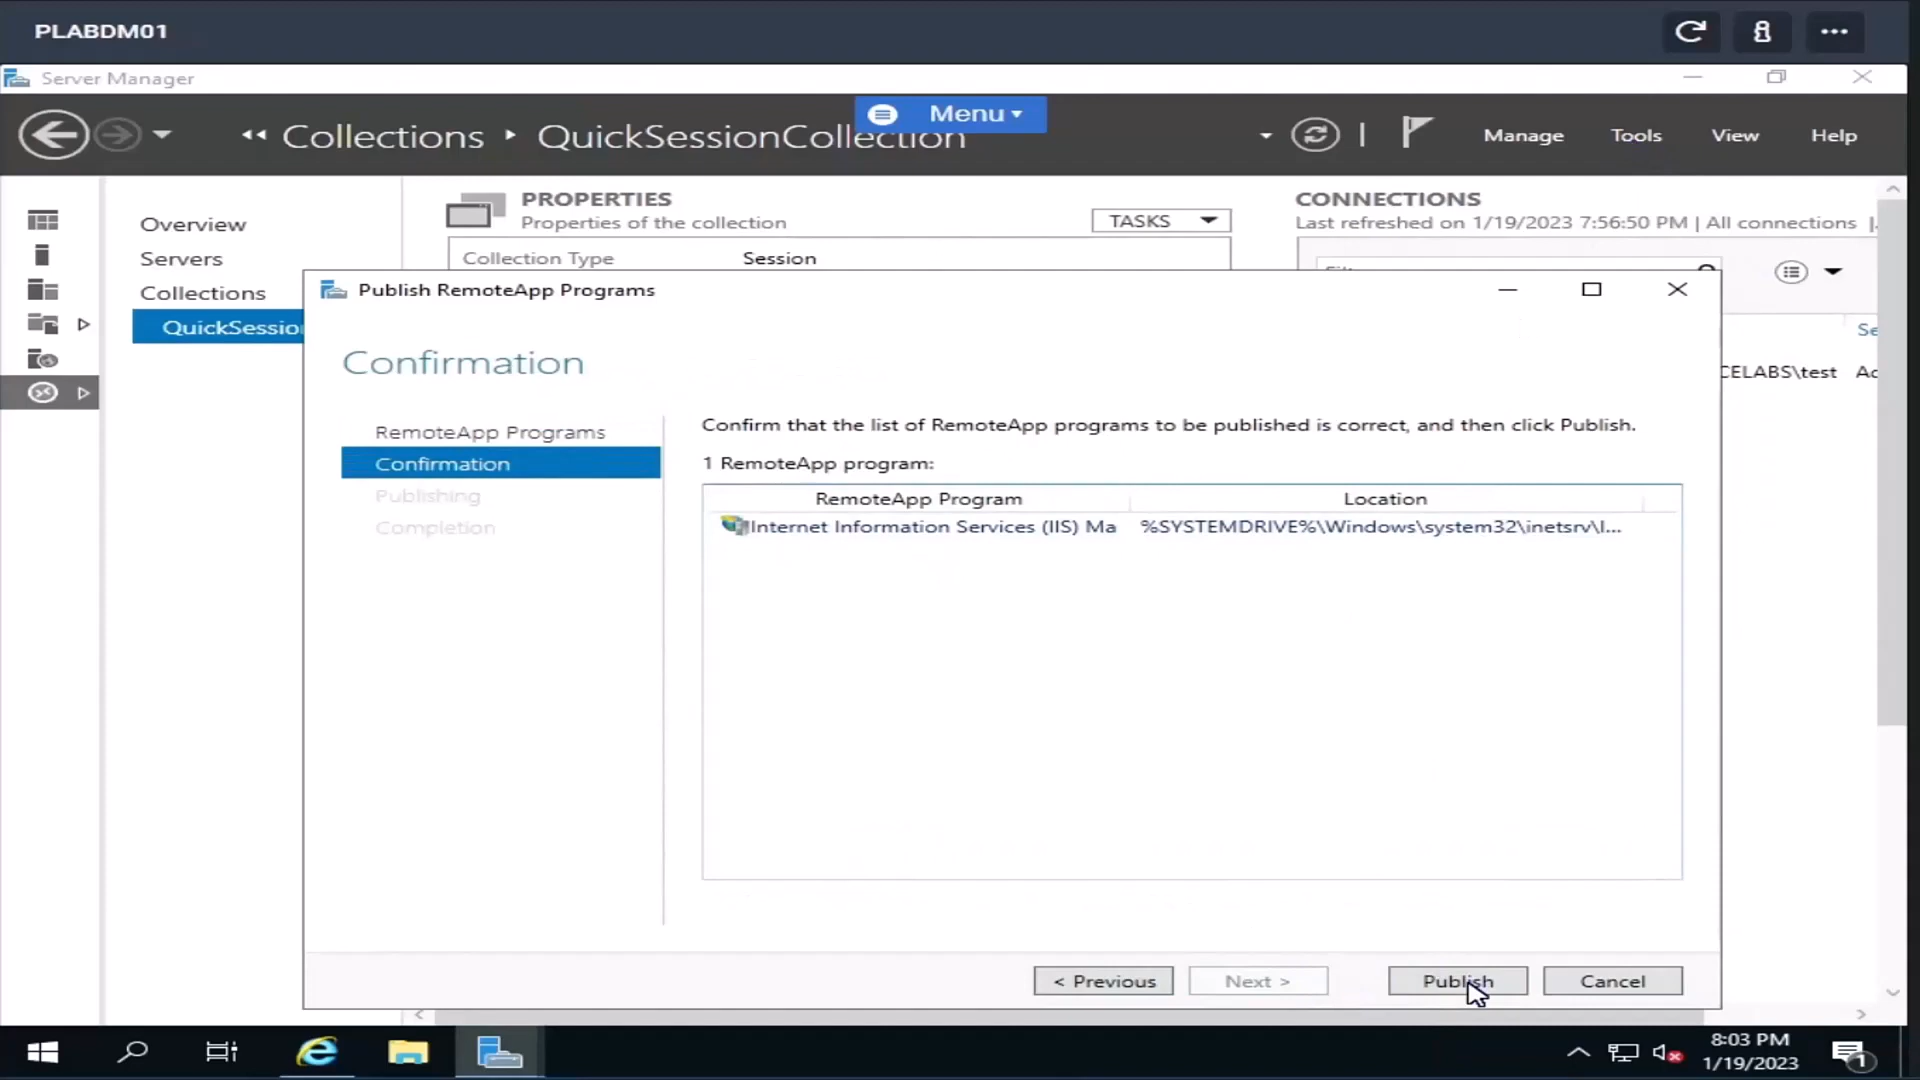 PLABDM01
Server Manager
Collections
QuickSessionCollection
Menu
Manage
Tools
View
Help
Overview
Servers
Collections
QuickSessio
PROPERTIES
Properties of the collection
TASKS
Collection Type
Session
CONNECTIONS
Last refreshed on 1/19/2023 7:56:50 PM | All connections |
Se
CELABS\test
Ac
Publish RemoteApp Programs
Confirmation
RemoteApp Programs
Confirmation
Publishing
Completion
Confirm that the list of RemoteApp programs to be published is correct, and then click Publish.
1 RemoteApp program:
RemoteApp Program
Location
Internet Information Services (IIS) Ma
%SYSTEMDRIVE%\Windows\system32\inetsrv\I...
< Previous
Next >
Publish
Cancel
8:03 PM
1/19/2023
1